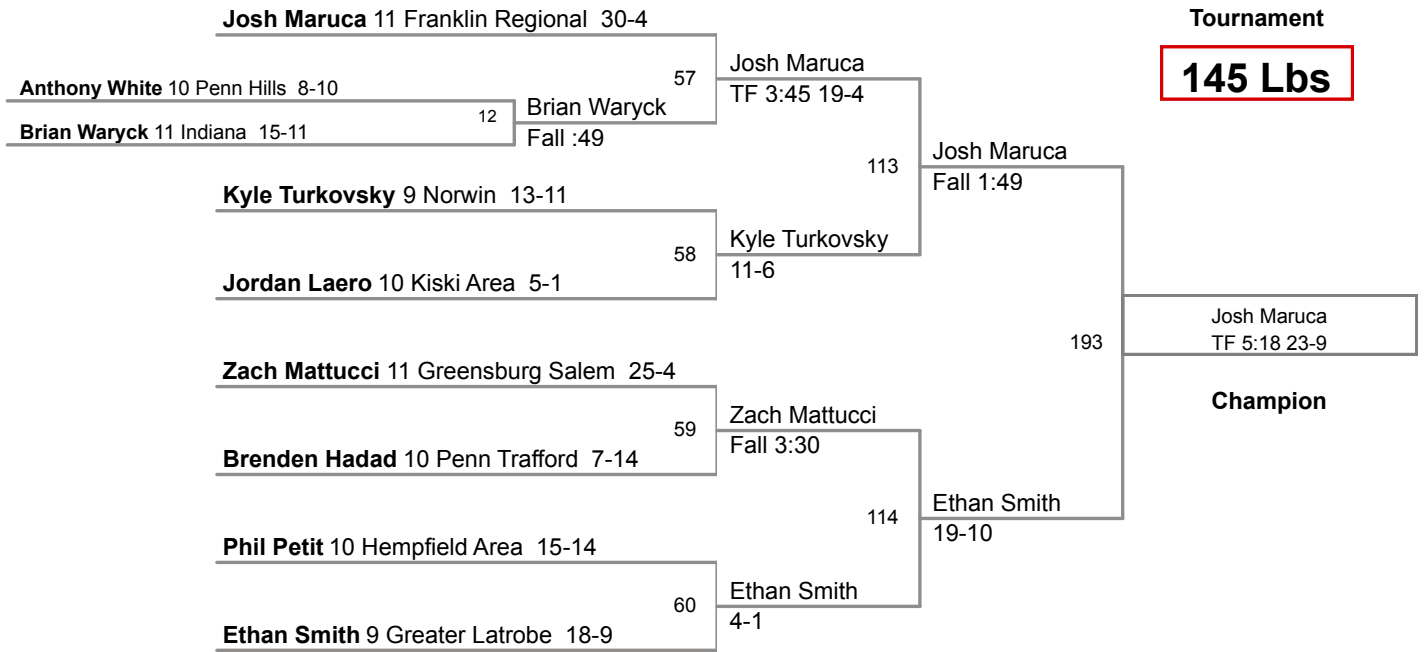 Josh Maruca 11 Franklin Regional 30-4
Tournament
145 Lbs
57
Josh Maruca
TF 3:45 19-4
Anthony White 10 Penn Hills 8-10
12
Brian Waryck
Fall :49
Brian Waryck 11 Indiana 15-11
113
Josh Maruca
Fall 1:49
Kyle Turkovsky 9 Norwin 13-11
58
Kyle Turkovsky
11-6
Jordan Laero 10 Kiski Area 5-1
193
Josh Maruca
TF 5:18 23-9
Champion
Zach Mattucci 11 Greensburg Salem 25-4
59
Zach Mattucci
Fall 3:30
Brenden Hadad 10 Penn Trafford 7-14
114
Ethan Smith
19-10
Phil Petit 10 Hempfield Area 15-14
60
Ethan Smith
4-1
Ethan Smith 9 Greater Latrobe 18-9